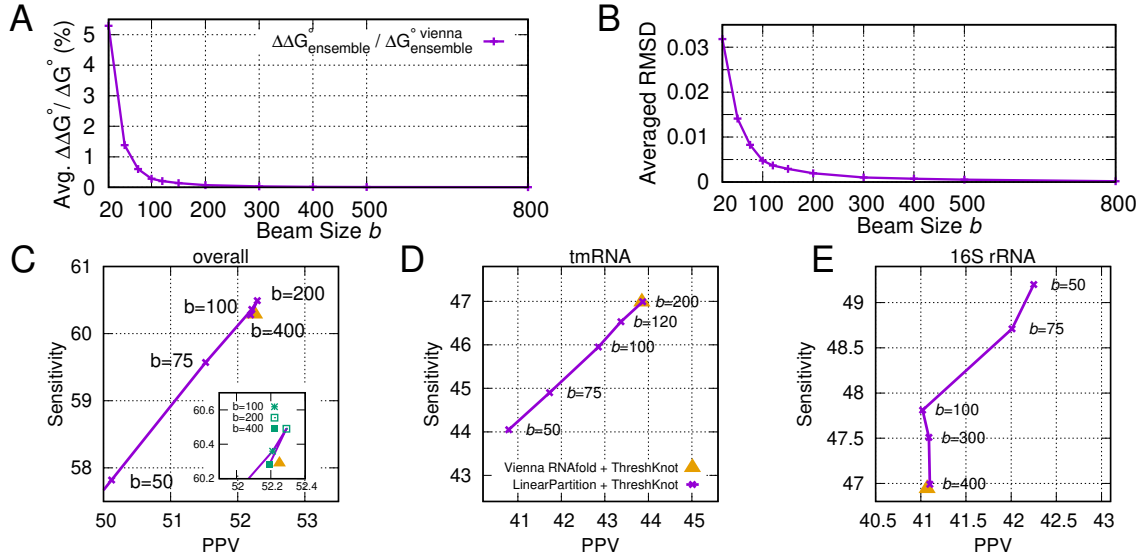 A
Avg. ΔΔG°/ ΔG° (%)
5
4
3
2
1
0
ΔΔG°ensemble / ΔG° vienna ensemble
20 100 200 300 400 500 800
Beam Size b
B
Averaged RMSD
0.03
0.02
0.01
0
20 100 200 300 400 500 800
Beam Size b
C
overall
Sensitivity
61
60
59
58
b=200
b=100
b=400
b=75
b=50
60.6
60.4
60.2
b=100
b=200
b=400
52 52.2 52.4
50 51 52 53
PPV
D
tmRNA
Sensitivity
47
46
45
44
43
b=200
b=120
b=100
b=75
b=50
Vienna RNAfold + ThreshKnot
LinearPartition + ThreshKnot
41 42 43 44 45
PPV
E
16S rRNA
Sensitivity
49
48.5
48
47.5
47
b=50
b=75
b=100
b=300
b=400
40.5 41 41.5 42 42.5 43
PPV